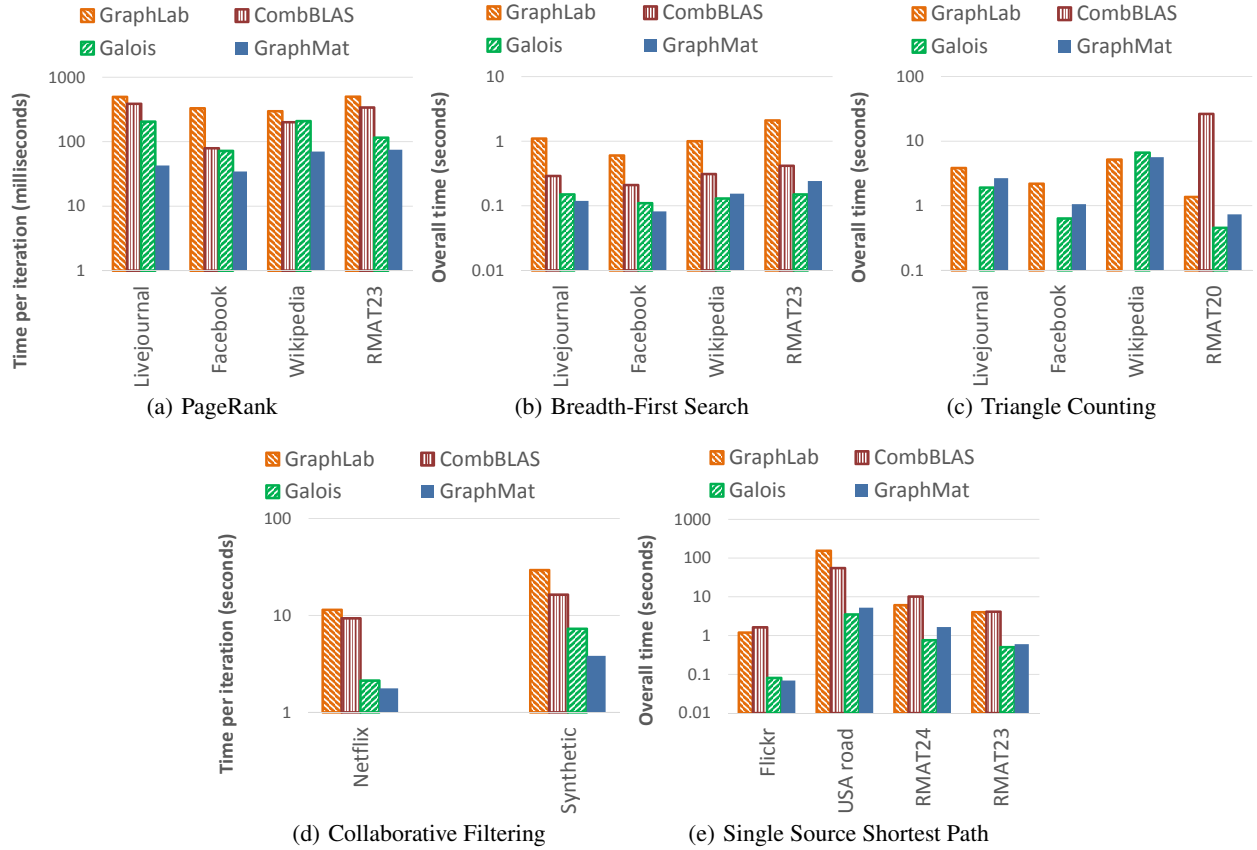 GraphLab CombBLAS
Galois GraphMat
Time per iteration (milliseconds)
1000
100
10
1
Livejournal
Facebook
Wikipedia
RMAT23
(a) PageRank
GraphLab CombBLAS
Galois GraphMat
Overall time (seconds)
10
1
0.1
0.01
Livejournal
Facebook
Wikipedia
RMAT23
(b) Breadth-First Search
GraphLab CombBLAS
Galois GraphMat
Overall time (seconds)
100
10
1
0.1
Livejournal
Facebook
Wikipedia
RMAT20
(c) Triangle Counting
GraphLab CombBLAS
Galois GraphMat
Time per iteration (seconds)
100
10
1
Netflix
Synthetic
(d) Collaborative Filtering
GraphLab CombBLAS
Galois GraphMat
Overall time (seconds)
1000
100
10
1
0.1
0.01
Flickr
USA road
RMAT24
RMAT23
(e) Single Source Shortest Path